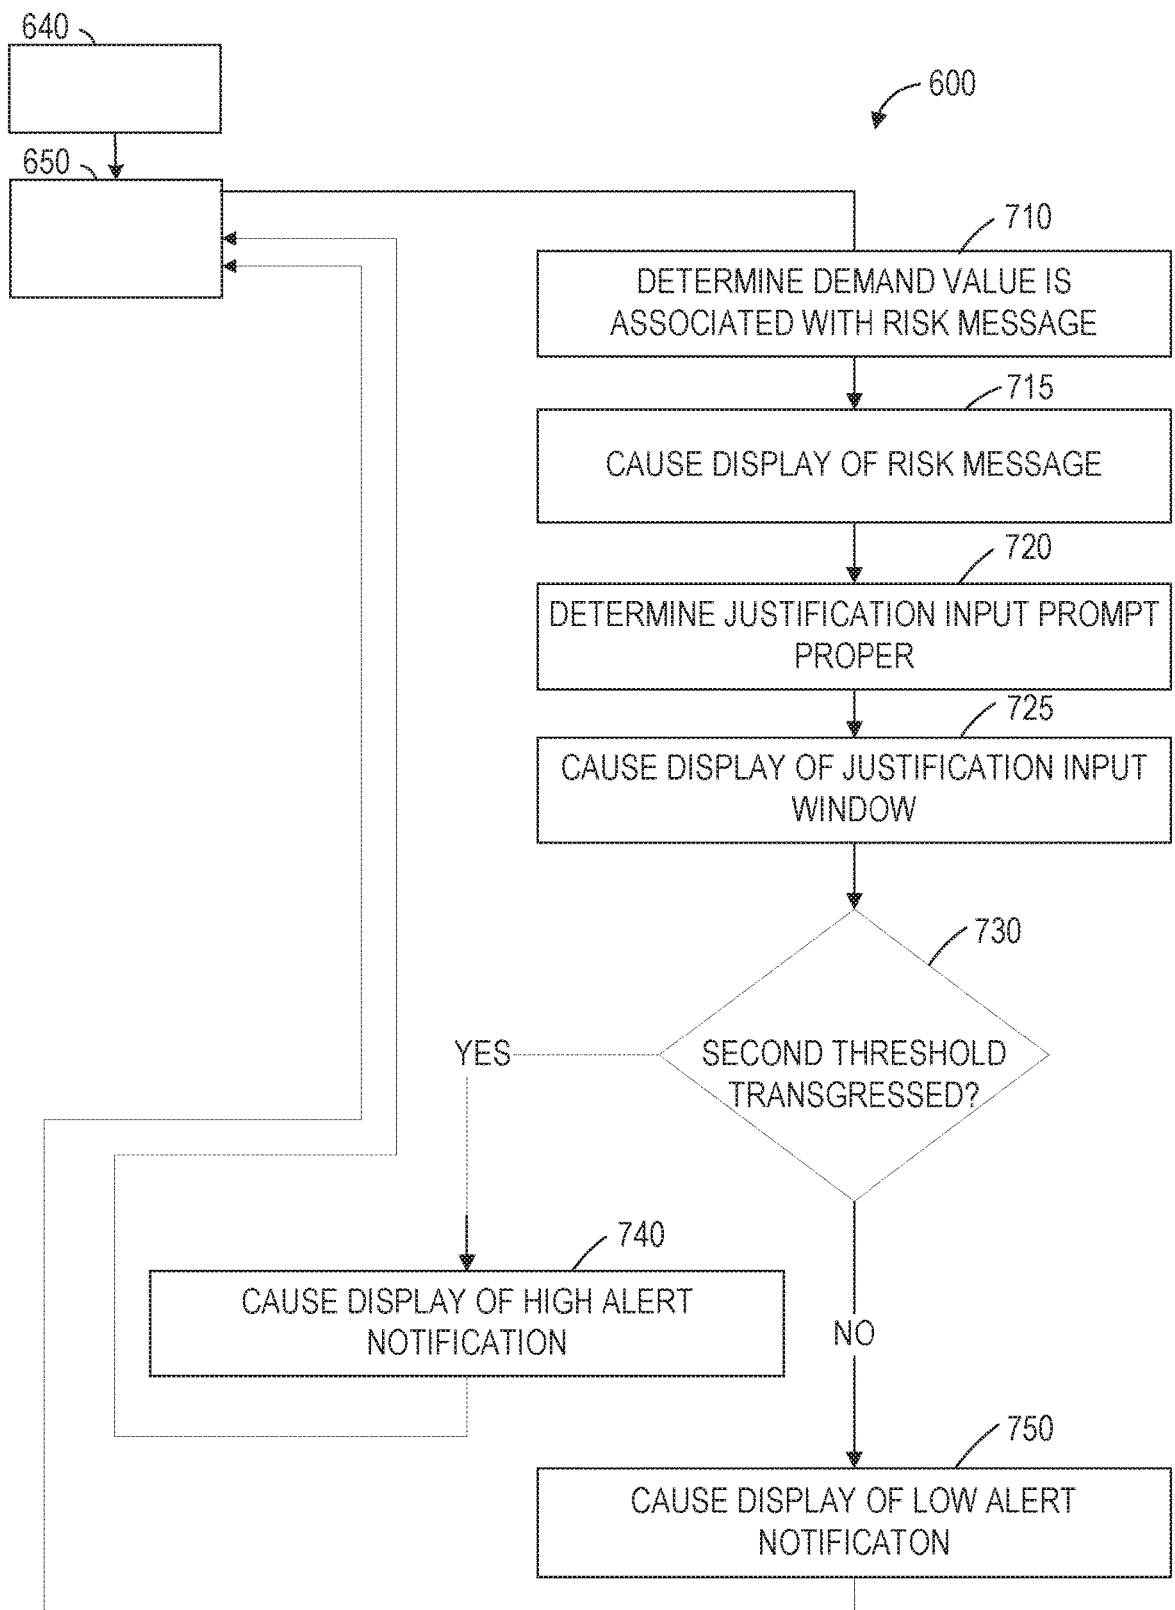 640
600
650
710
DETERMINE DEMAND VALUE IS
ASSOCIATED WITH RISK MESSAGE
715
CAUSE DISPLAY OF RISK MESSAGE
720
DETERMINE JUSTIFICATION INPUT PROMPT
PROPER
725
CAUSE DISPLAY OF JUSTIFICATION INPUT
WINDOW
730
YES
SECOND THRESHOLD
TRANSGRESSED?
740
CAUSE DISPLAY OF HIGH ALERT
NOTIFICATION
NO
750
CAUSE DISPLAY OF LOW ALERT
NOTIFICATON